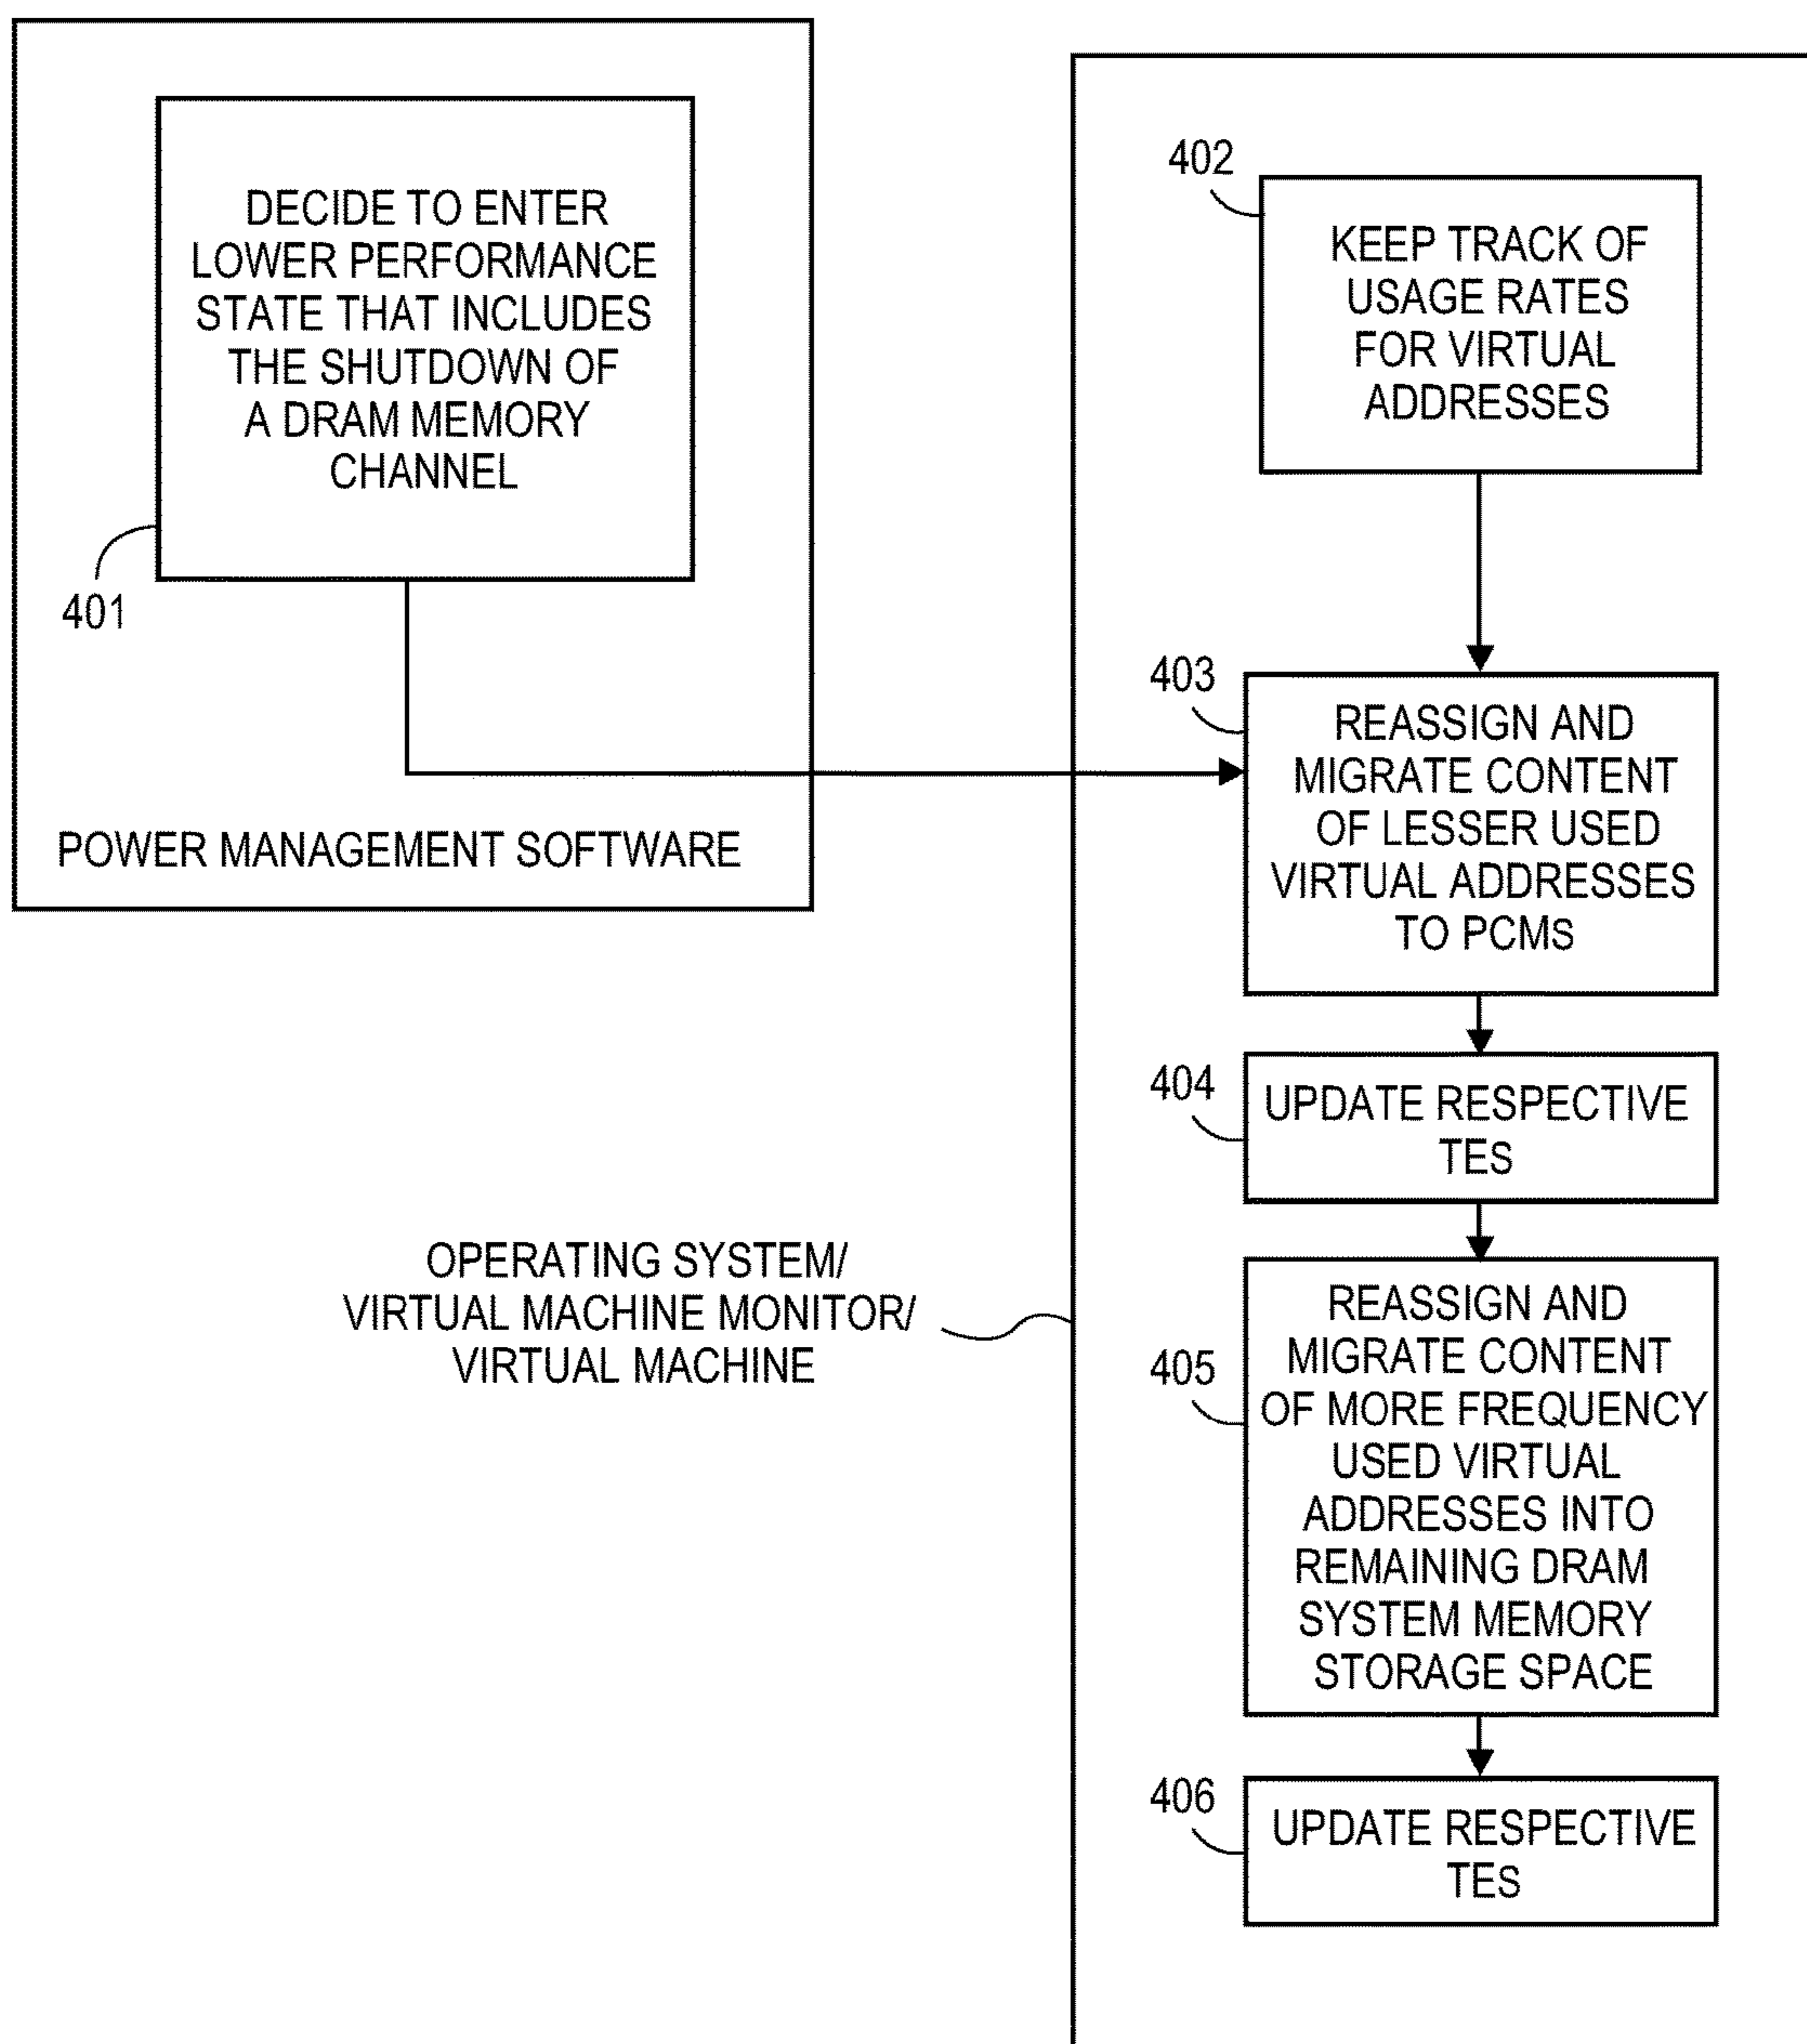 DECIDE TO ENTER
LOWER PERFORMANCE
STATE THAT INCLUDES
THE SHUTDOWN OF
A DRAM MEMORY
CHANNEL
401
POWER MANAGEMENT SOFTWARE
402
KEEP TRACK OF
USAGE RATES
FOR VIRTUAL
ADDRESSES
403
REASSIGN AND
MIGRATE CONTENT
OF LESSER USED
VIRTUAL ADDRESSES
TO PCMs
404
UPDATE RESPECTIVE
TEs
OPERATING SYSTEM/
VIRTUAL MACHINE MONITOR/
VIRTUAL MACHINE
405
REASSIGN AND
MIGRATE CONTENT
OF MORE FREQUENCY
USED VIRTUAL
ADDRESSES INTO
REMAINING DRAM
SYSTEM MEMORY
STORAGE SPACE
406
UPDATE RESPECTIVE
TEs